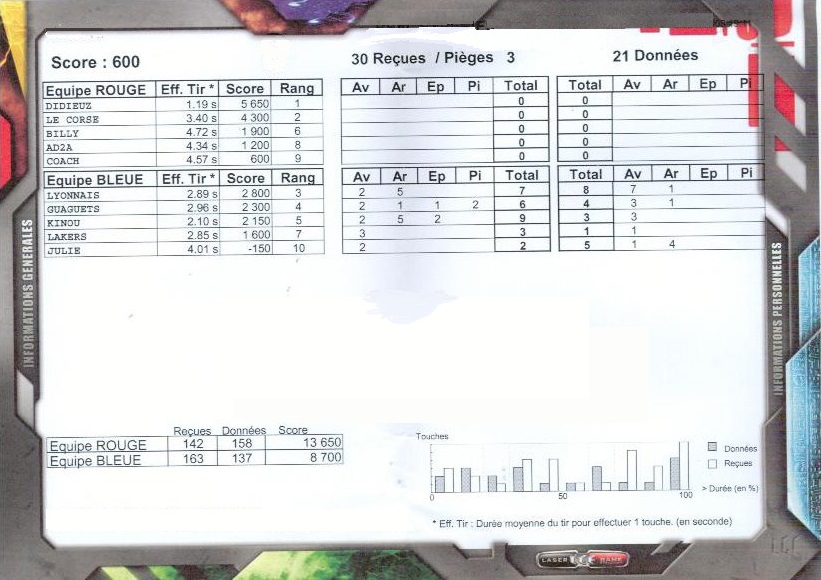 Score : 600 30 Reçues / Pièges 3 21 Données
Equipe ROUGE Eff. Tir * Score Rang Av Ar Ep Pi Total Total Av Ar Ep Pi
DIDIEUZ 1.19 s 5 650 1 0 0
LE CORSE 3.40 s 4 300 2 0 0
BILLY 4.72 s 1 900 6 0 0
AD2A 4.34 s 1 200 8 0 0
COACH 4.57 s 600 9 0 0
Equipe BLEUE Eff. Tir * Score Rang Av Ar Ep Pi Total Total Av Ar Ep Pi
LYONNAIS 2.89 s 2 800 3 2 5 7 8 7 1
GUAGUETS 2.96 s 2 300 4 2 1 1 2 6 4 3 1
KINOU 2.10 s 2 150 5 2 5 2 9 3 3
LAKERS 2.85 s 1 600 7 3 3 1 1
JULIE 4.01 s -150 10 2 2 5 1 4
INFORMATIONS GENERALES
INFORMATIONS PERSONNELLES
Reçues Données Score
Equipe ROUGE 142 158 13 650
Equipe BLEUE 163 137 8 700
Touches
Données
Reçues
> Durée (en %)
0 50 100
* Eff. Tir : Durée moyenne du tir pour effectuer 1 touche. (en seconde)
LASER GAME